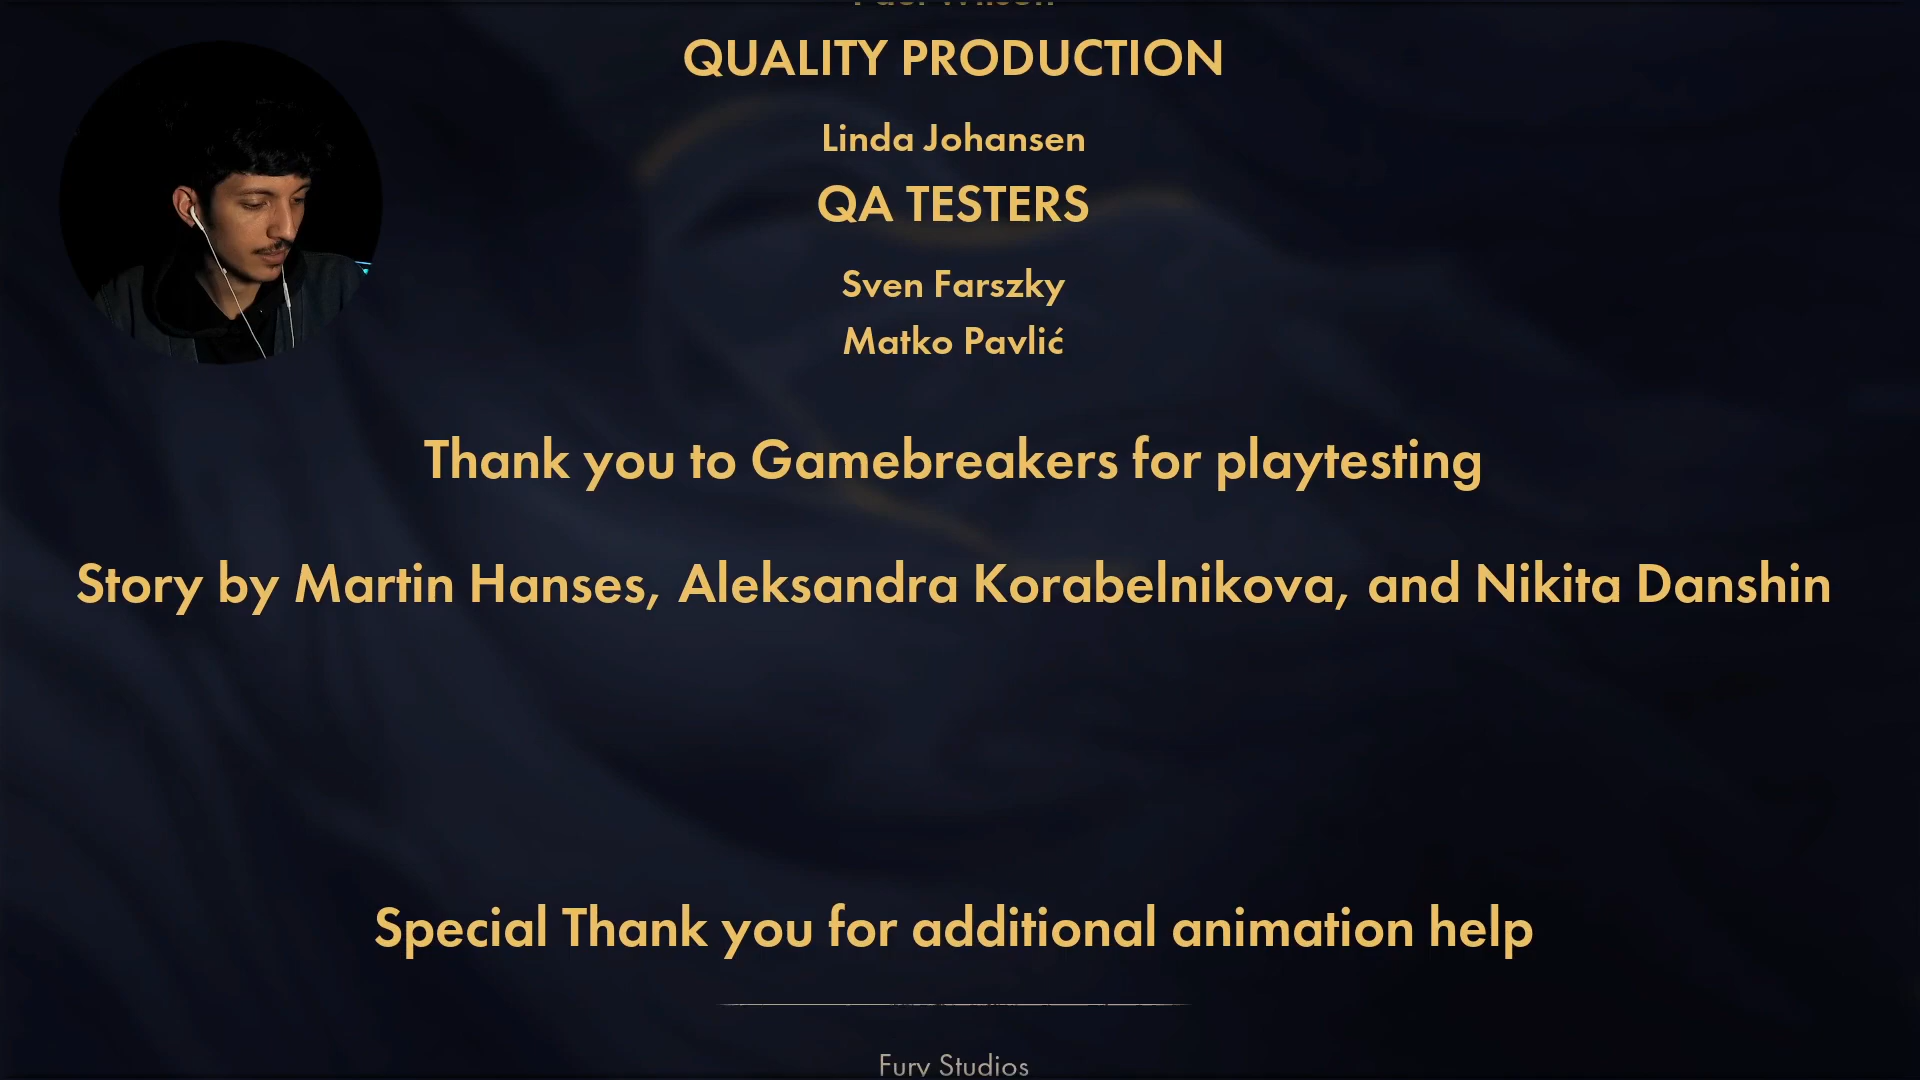 QUALITY PRODUCTION
Linda Johansen
QA TESTERS
Sven Farszky
Matko Pavlić
Thank you to Gamebreakers for playtesting
Story by Martin Hanses, Aleksandra Korabelnikova, and Nikita Danshin
Special Thank you for additional animation help
Fury Studios